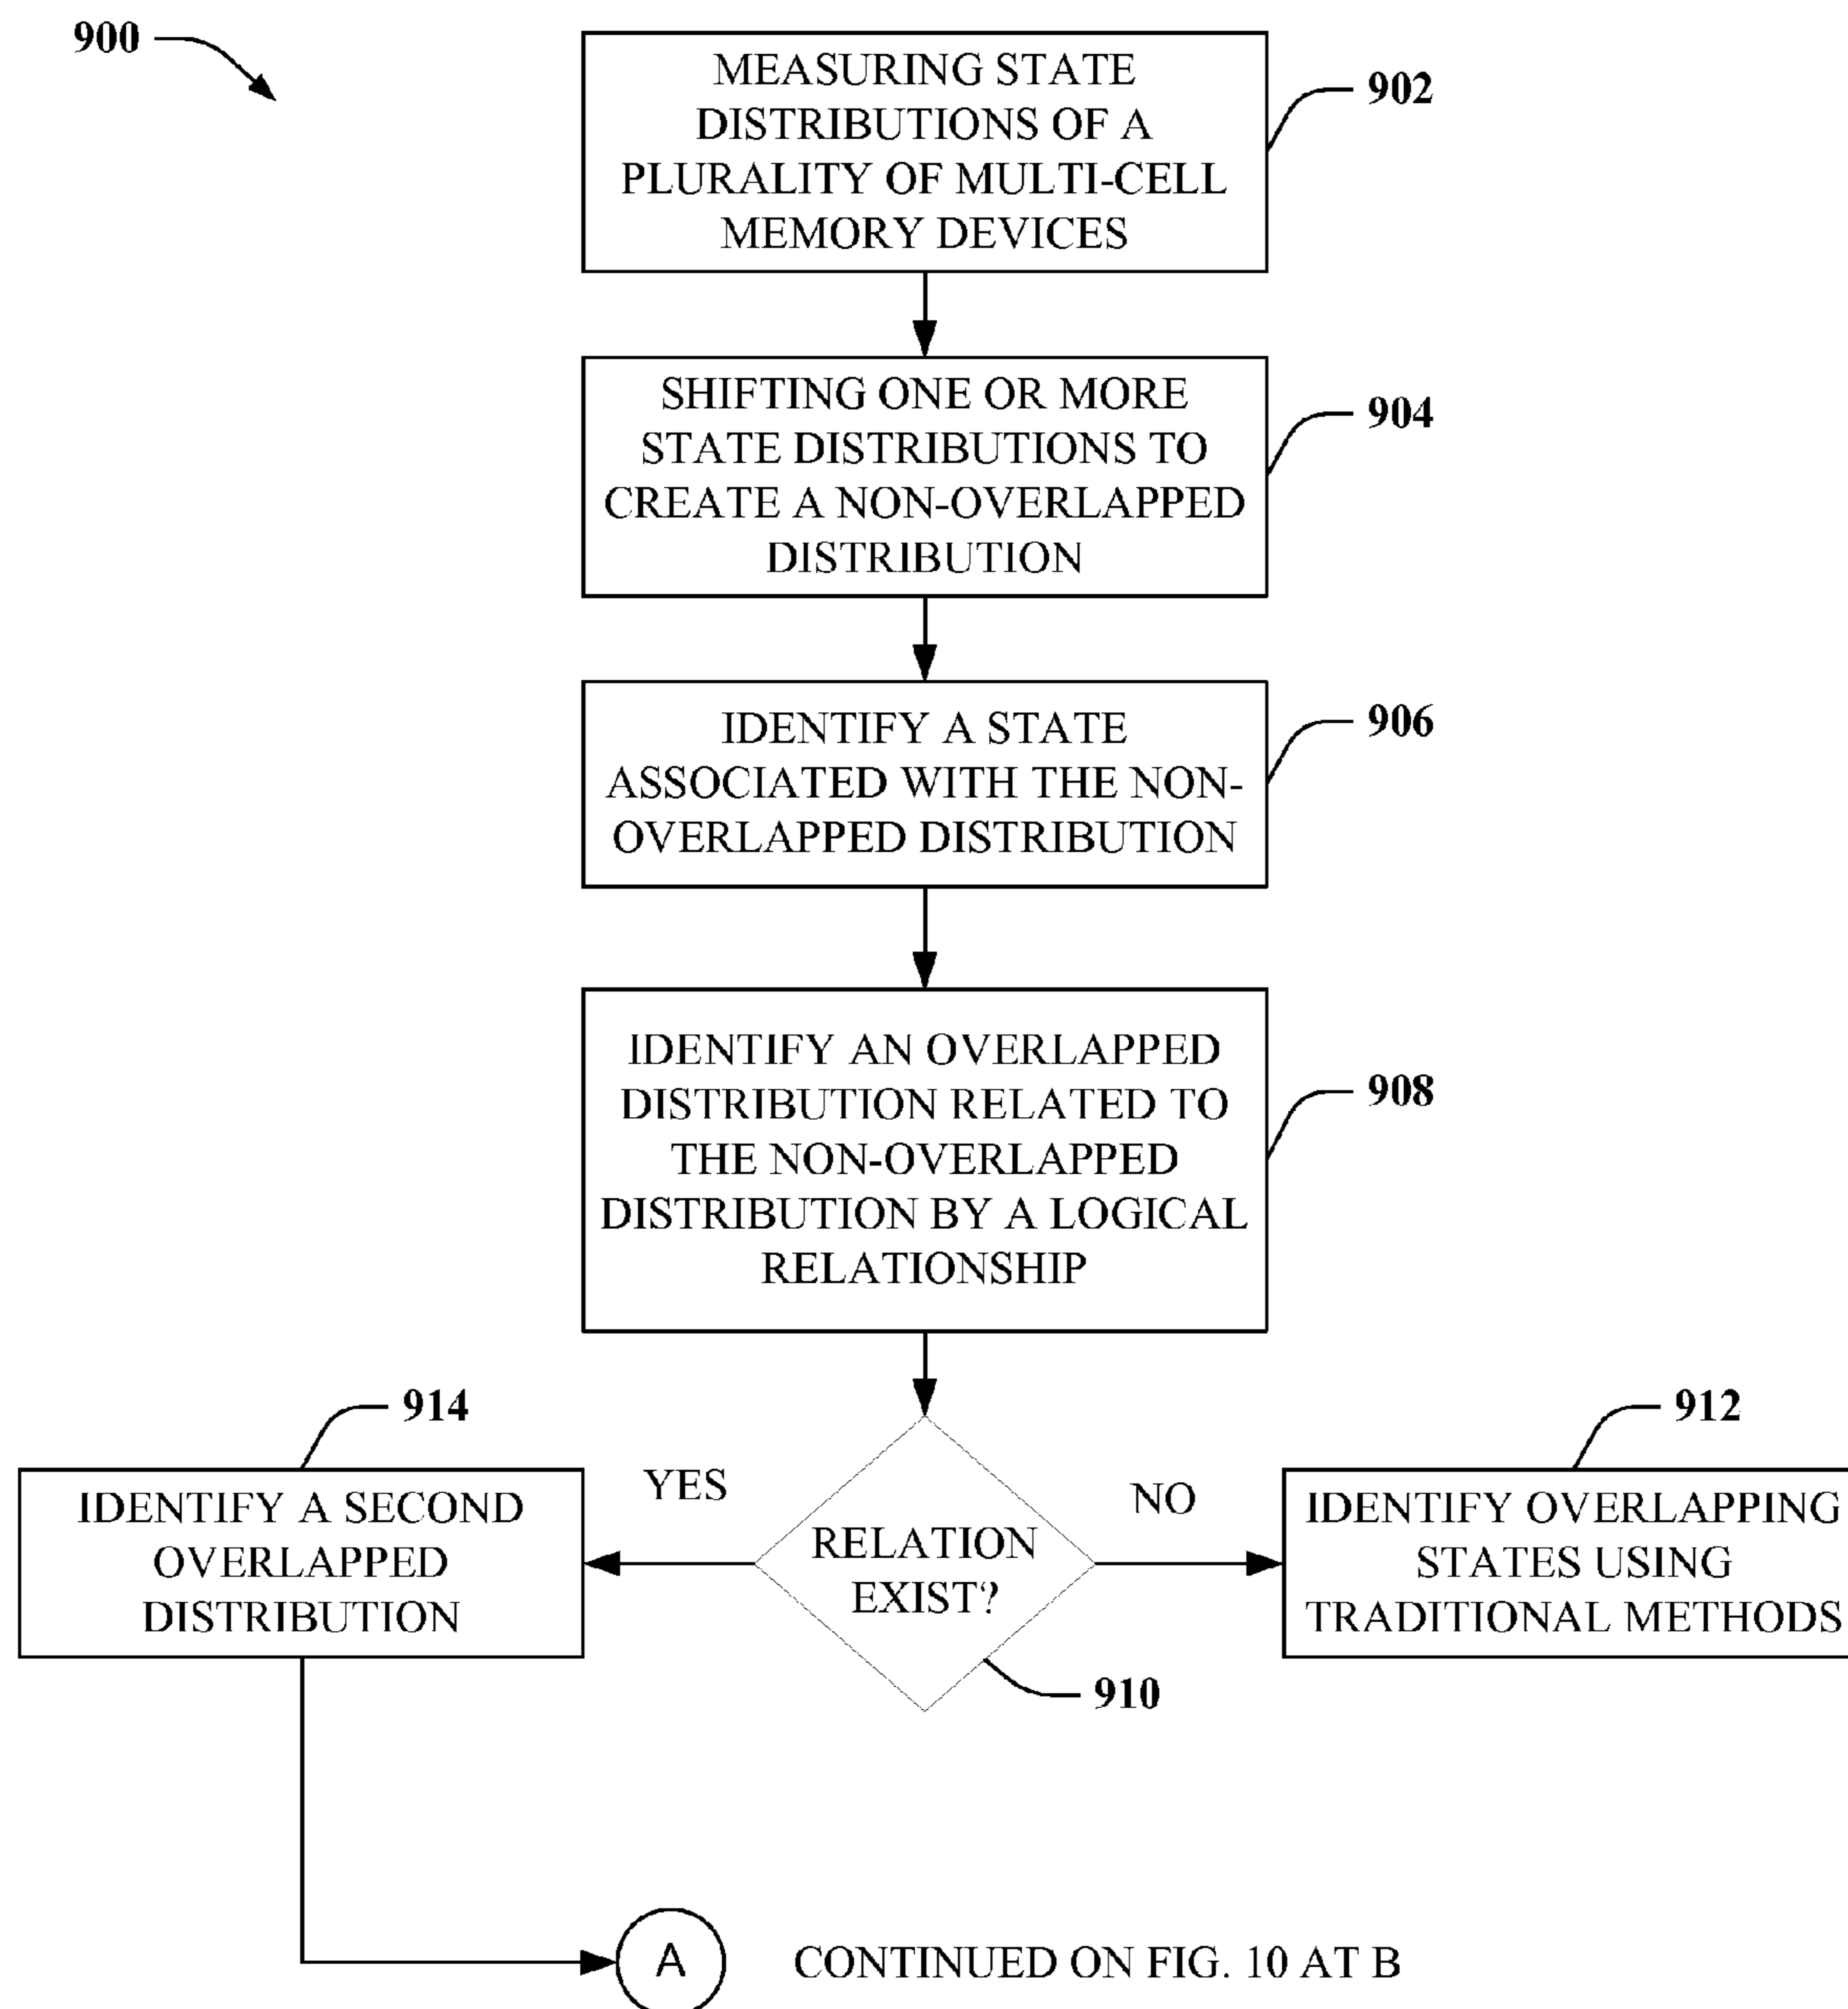 900
MEASURING STATE
DISTRIBUTIONS OF A
PLURALITY OF MULTI-CELL
MEMORY DEVICES
902
SHIFTING ONE OR MORE
STATE DISTRIBUTIONS TO
CREATE A NON-OVERLAPPED
DISTRIBUTION
904
IDENTIFY A STATE
ASSOCIATED WITH THE NON-
OVERLAPPED DISTRIBUTION
906
IDENTIFY AN OVERLAPPED
DISTRIBUTION RELATED TO
THE NON-OVERLAPPED
DISTRIBUTION BY A LOGICAL
RELATIONSHIP
908
914
IDENTIFY A SECOND
OVERLAPPED
DISTRIBUTION
YES
RELATION
EXIST?
910
NO
912
IDENTIFY OVERLAPPING
STATES USING
TRADITIONAL METHODS
A
CONTINUED ON FIG. 10 AT B